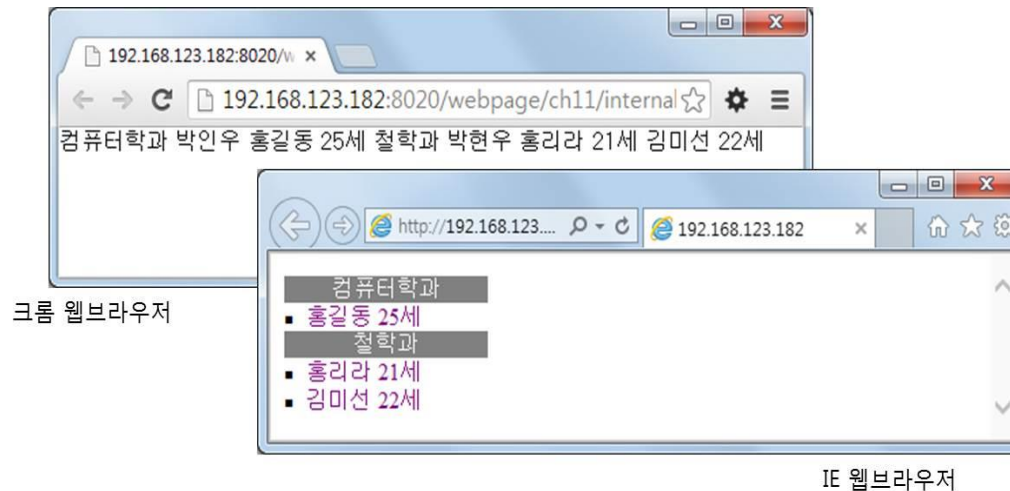 192.168.123.182:8020/w
192.168.123.182:8020/webpage/ch11/internal
컴퓨터학과 박인우 홍길동 25세 철학과 박현우 홍리라 21세 김미선 22세
크롬 웹브라우저
http://192.168.123....
192.168.123.182
컴퓨터학과
▪ 홍길동 25세
철학과
▪ 홍리라 21세
▪ 김미선 22세
IE 웹브라우저